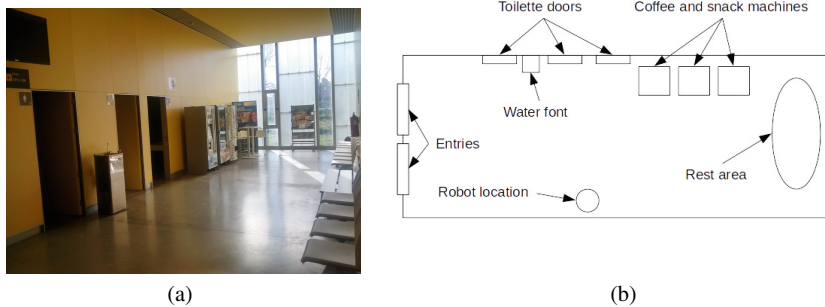 Toilette doors
Coffee and snack machines
Water font
Entries
Robot location
Rest area
(a)
(b)